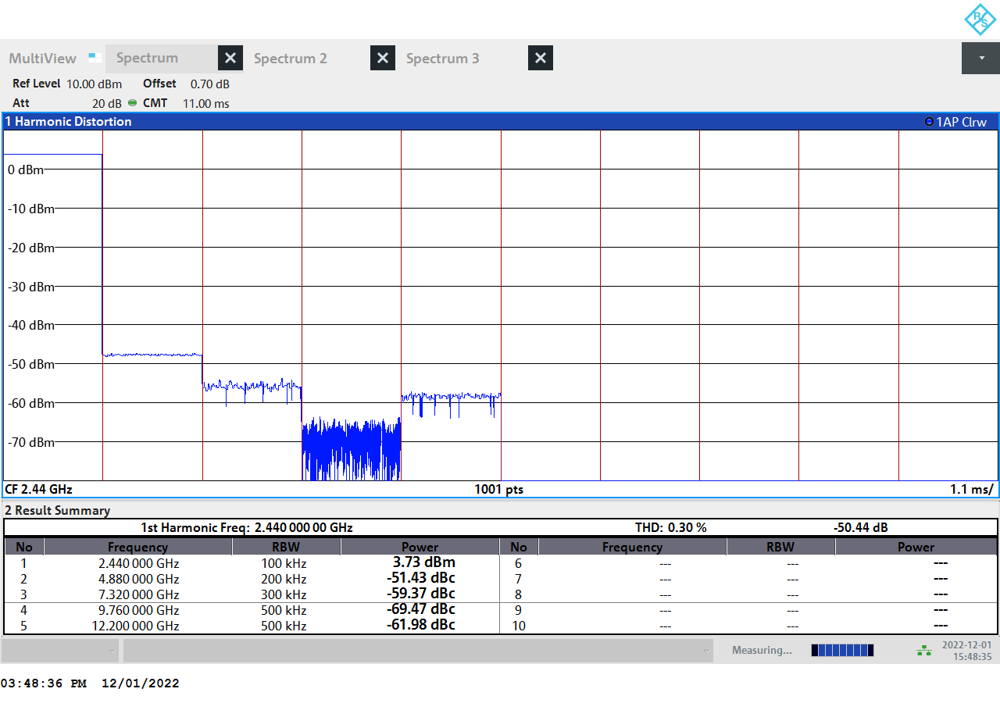 R S
MultiView Spectrum Spectrum 2 Spectrum 3
Ref Level 10.00 dBm Offset 0.70 dB
Att 20 dB CMT 11.00 ms
1 Harmonic Distortion 1AP Clrw
0 dBm
-10 dBm
-20 dBm
-30 dBm
-40 dBm
-50 dBm
-60 dBm
-70 dBm
CF 2.44 GHz 1001 pts 1.1 ms/
2 Result Summary
1st Harmonic Freq: 2.440 000 00 GHz THD: 0.30 % -50.44 dB
No Frequency RBW Power No Frequency RBW Power
1 2.440 000 GHz 100 kHz 3.73 dBm 6 --- --- ---
2 4.880 000 GHz 200 kHz -51.43 dBc 7 --- --- ---
3 7.320 000 GHz 300 kHz -59.37 dBc 8 --- --- ---
4 9.760 000 GHz 500 kHz -69.47 dBc 9 --- --- ---
5 12.200 000 GHz 500 kHz -61.98 dBc 10 --- --- ---
Measuring... 2022-12-01
15:48:35
03:48:36 PM 12/01/2022